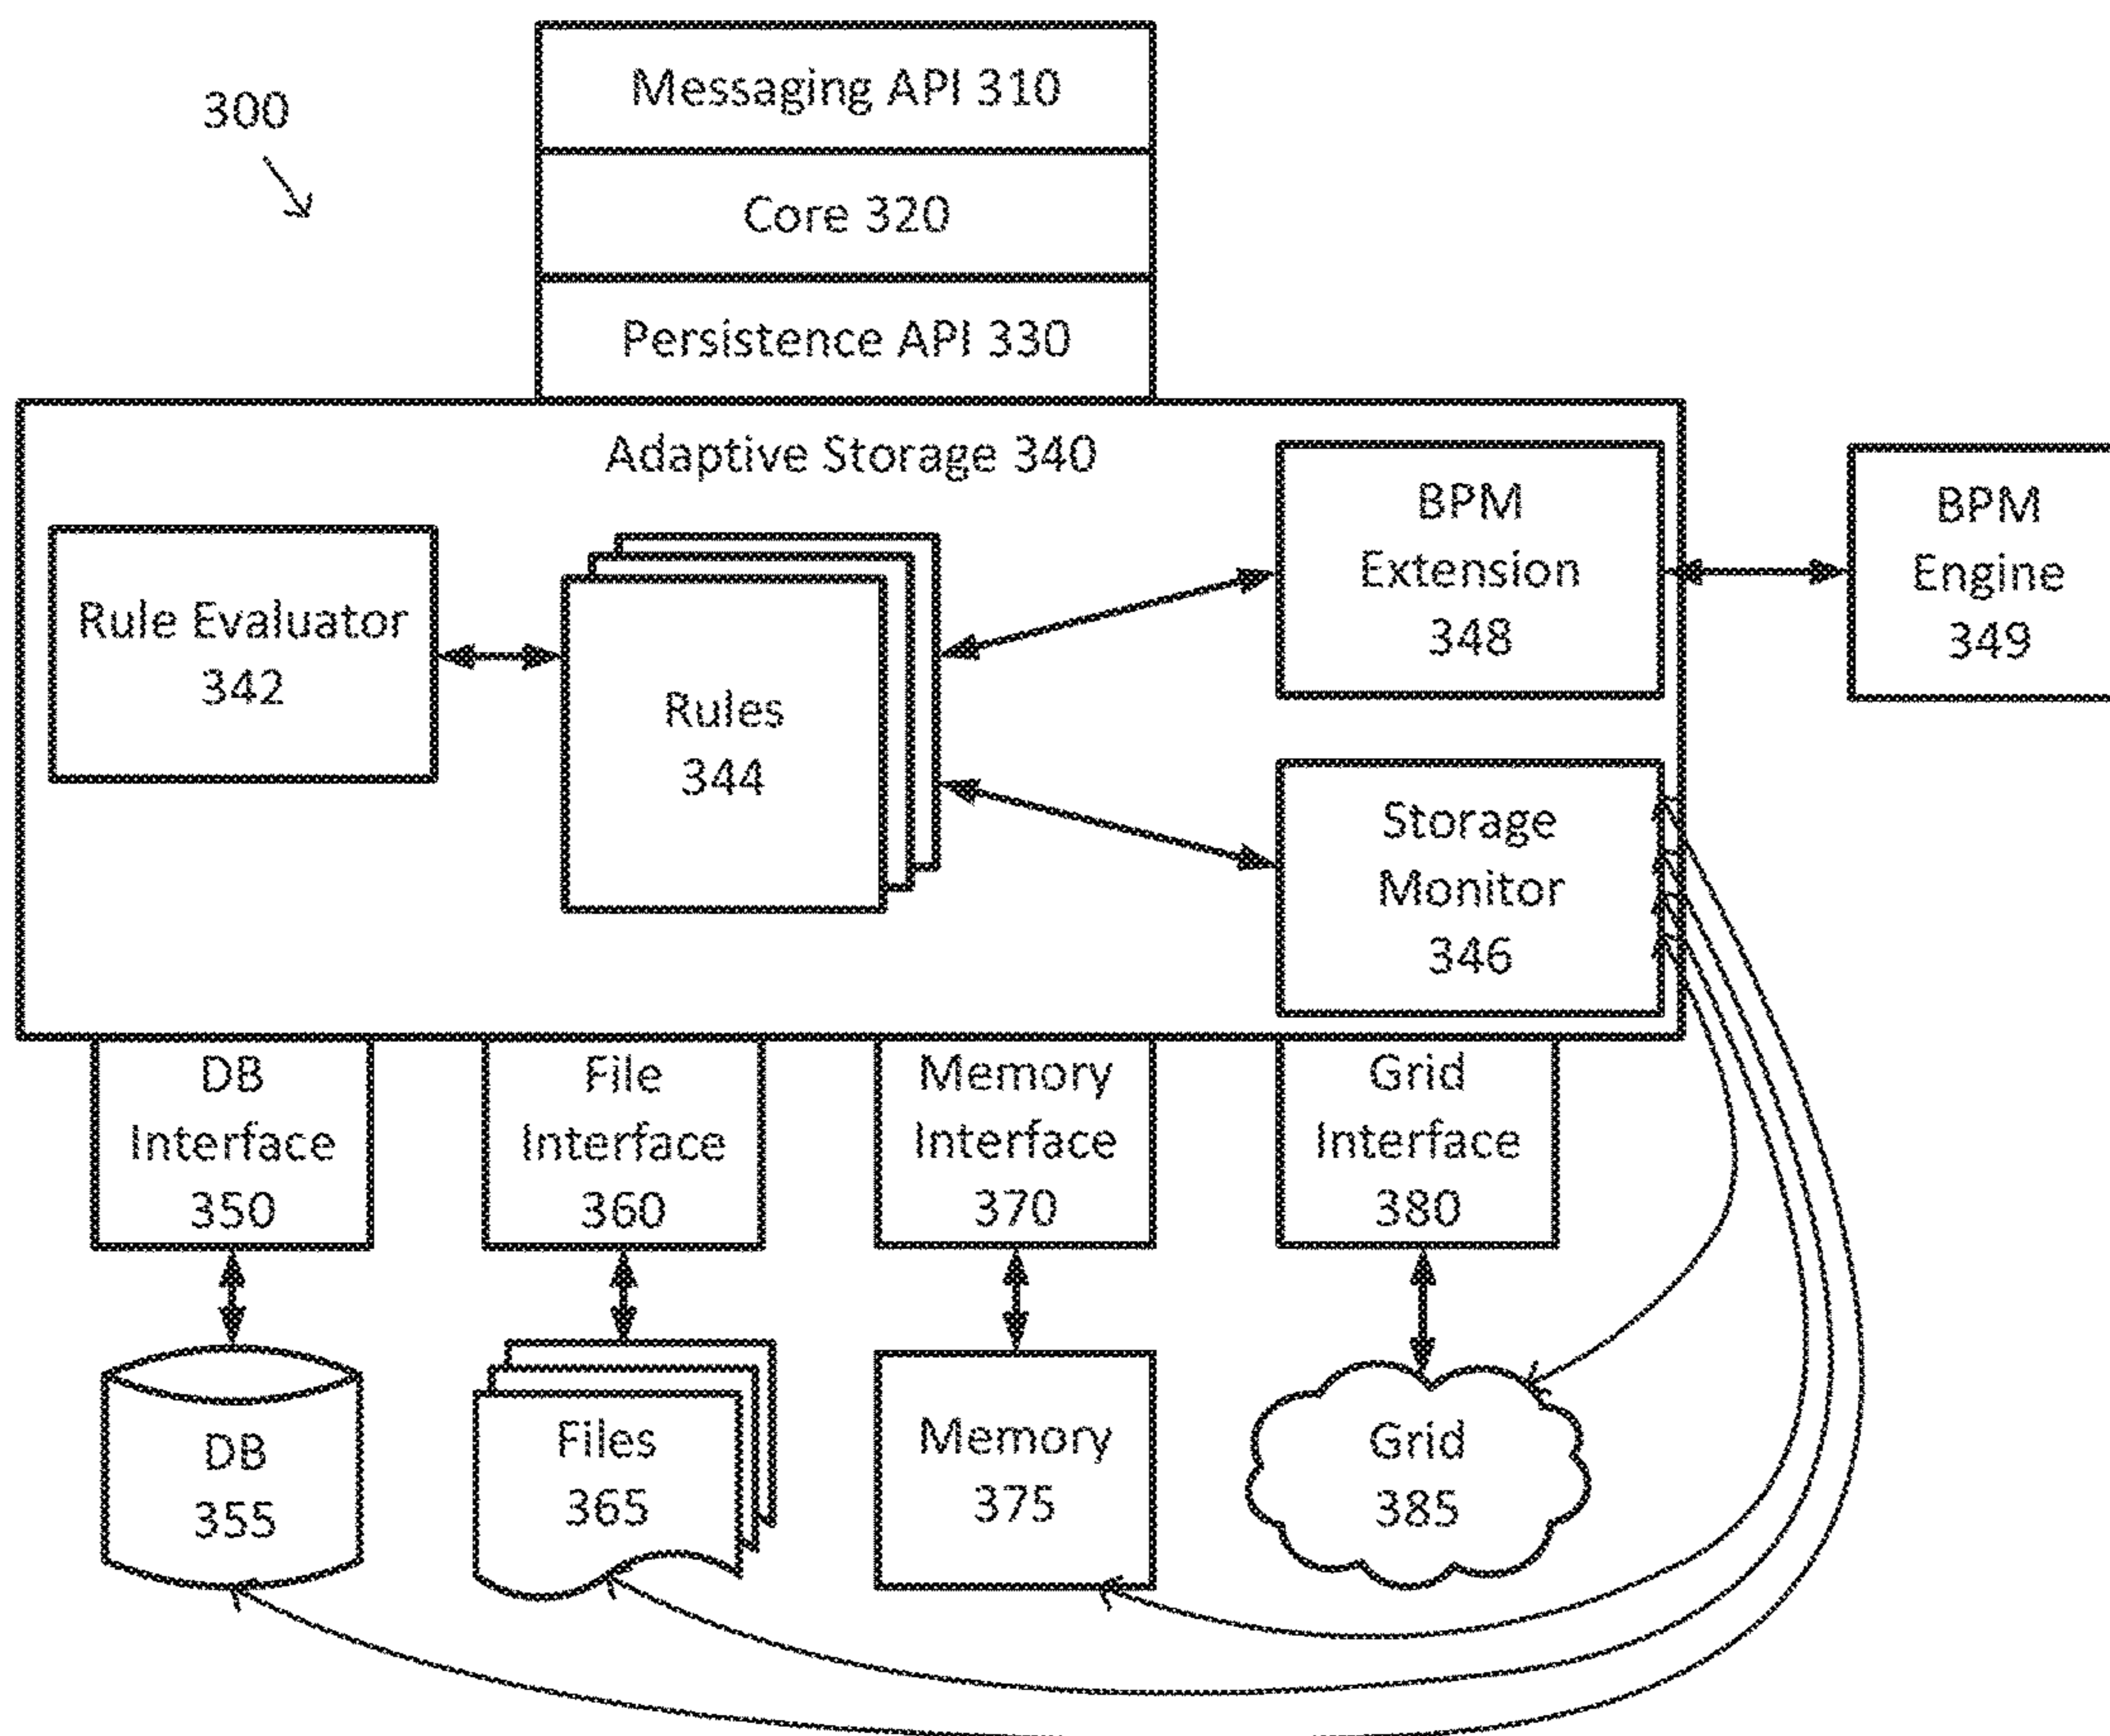 300
Messaging API 310
Core 320
Persistence API 330
Adaptive Storage 340
Rule Evaluator
342
Rules
344
BPM
Extension
348
BPM
Engine
349
Storage
Monitor
346
DB
Interface
350
File
Interface
360
Memory
Interface
370
Grid
Interface
380
DB
355
Files
365
Memory
375
Grid
385